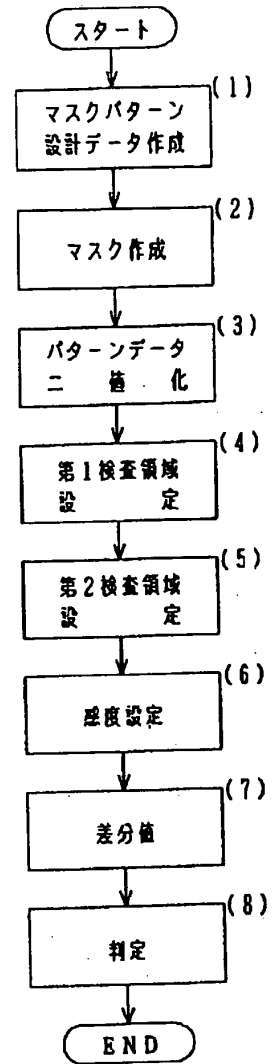 スタート
(1)
マスクパターン
設計データ作成
(2)
マスク作成
(3)
パターンデータ
二値化
(4)
第1検査領域
設定
(5)
第2検査領域
設定
(6)
感度設定
(7)
差分値
(8)
判定
END